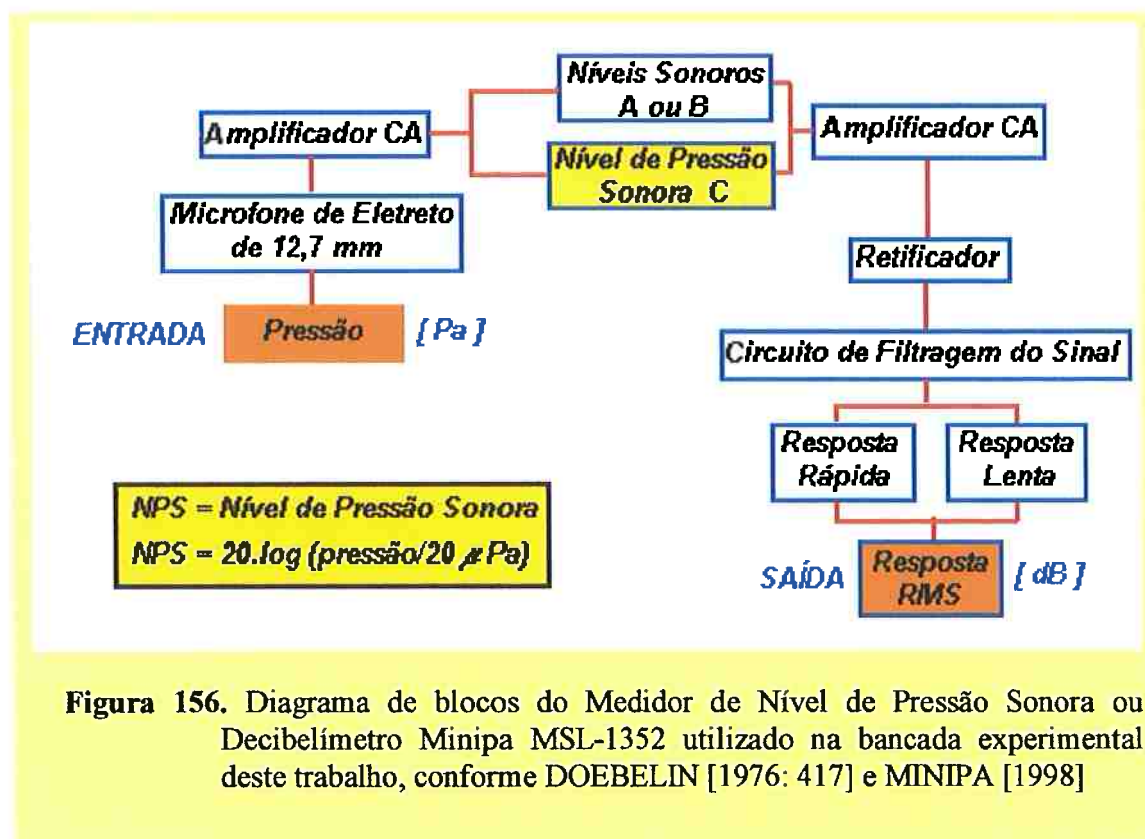 Níveis Sonoros
A ou B
Amplificador CA
Nível de Pressão
Sonora C
Amplificador CA
Microfone de Eletreto
de 12,7 mm
Retificador
ENTRADA Pressão [ Pa ]
Circuito de Filtragem do Sinal
Resposta
Rápida
Resposta
Lenta
NPS = Nível de Pressão Sonora
NPS = 20.log (pressão/20 µ Pa)
SAÍDA Resposta
RMS [ dB ]
Figura 156. Diagrama de blocos do Medidor de Nível de Pressão Sonora ou
Decibelímetro Minipa MSL-1352 utilizado na bancada experimental
deste trabalho, conforme DOEBELIN [1976: 417] e MINIPA [1998]